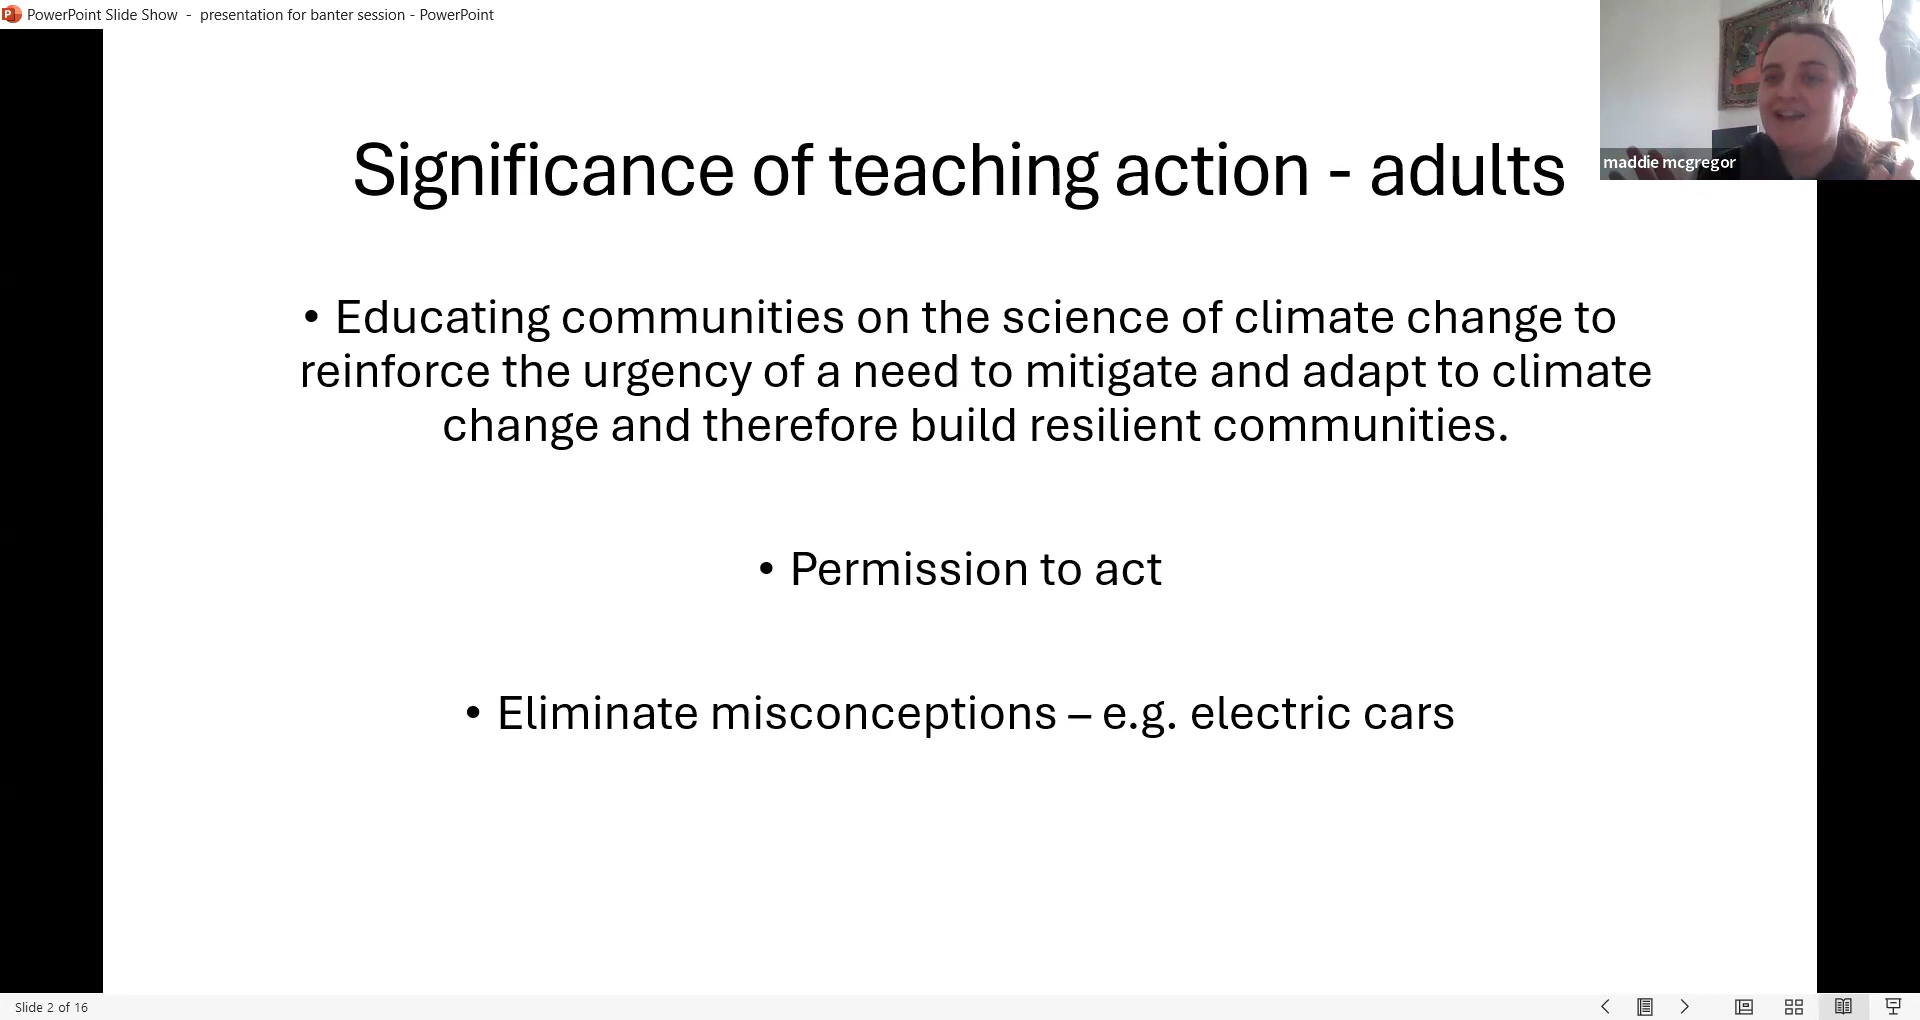 PowerPoint Slide Show - presentation for banter session - PowerPoint
maddie mcgregor
Significance of teaching action - adults
• Educating communities on the science of climate change to
reinforce the urgency of a need to mitigate and adapt to climate
change and therefore build resilient communities.
• Permission to act
• Eliminate misconceptions – e.g. electric cars
Slide 2 of 16